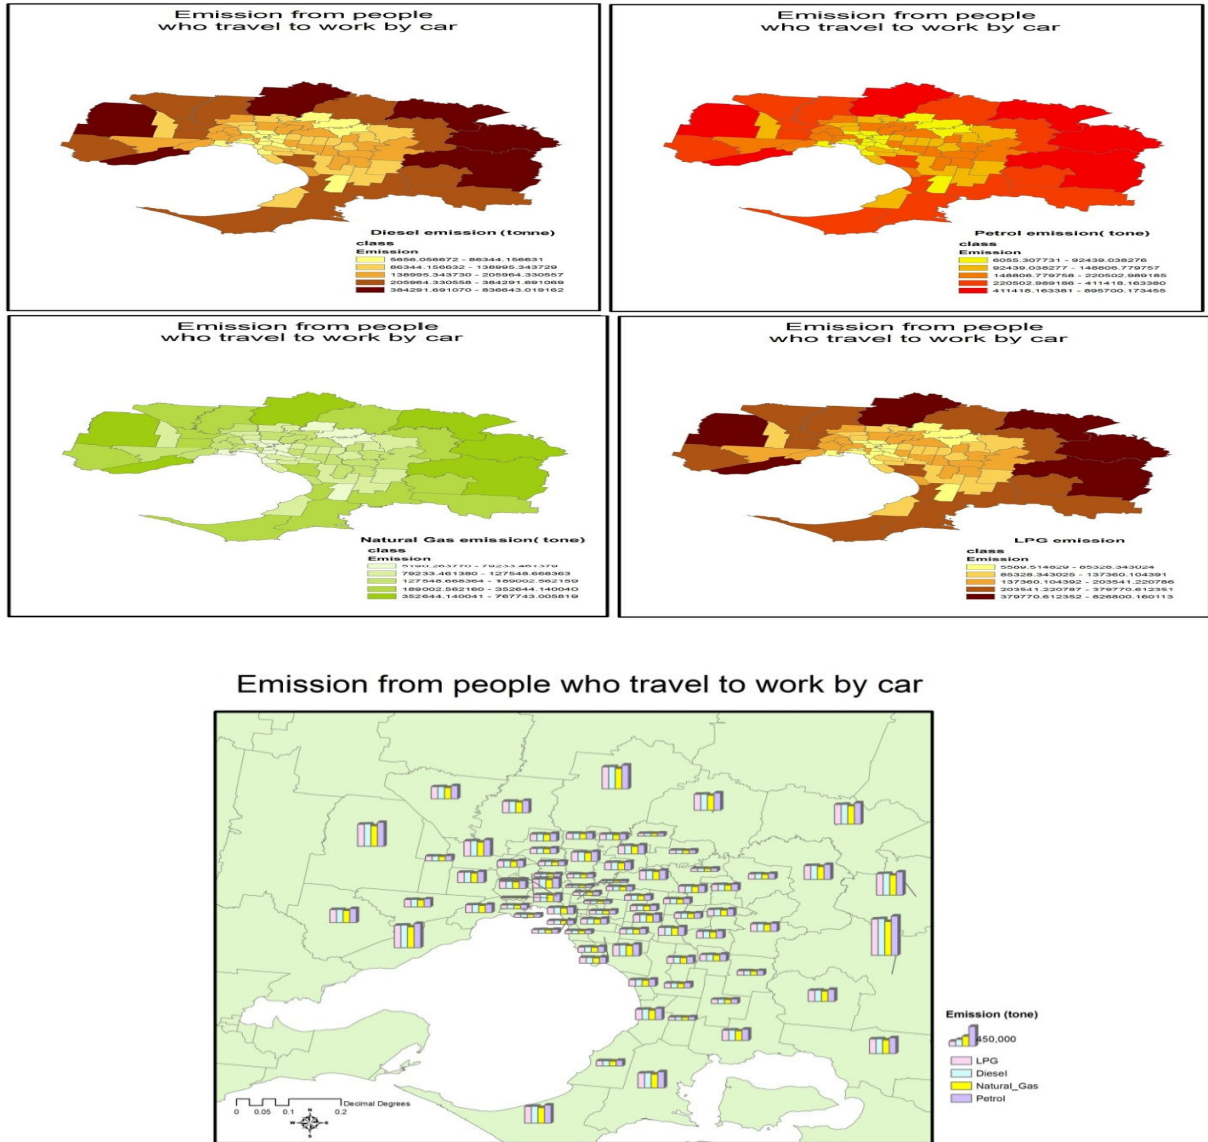 Emission from people
who travel to work by car
Diesel emission (tonne)
class
Emission
5656.056672 - 86344.156631
86344.156632 - 138995.343729
138995.343730 - 205964.330557
205964.330558 - 384291.691069
384291.691070 - 836643.019162
Emission from people
who travel to work by car
Petrol emission( tone)
class
Emission
6055.307731 - 92439.038276
92439.038277 - 148806.779757
148806.779758 - 220502.989185
220502.989186 - 411418.163380
411418.163381 - 895700.173455
Emission from people
who travel to work by car
Natural Gas emission( tone)
class
Emission
5190.263770 - 79233.461379
79233.461380 - 127548.668363
127548.668364 - 189002.562159
189002.562160 - 352644.140040
352644.140041 - 767743.005819
Emission from people
who travel to work by car
LPG emission
class
Emission
5589.514829 - 85328.343024
85328.343025 - 137360.104391
137360.104392 - 203541.220786
203541.220787 - 379770.612351
379770.612352 - 826800.160113
Emission from people who travel to work by car
Emission (tone)
450,000
LPG
Diesel
Natural_Gas
Petrol
Decimal Degrees
0 0.05 0.1 0.2
N
W E
S